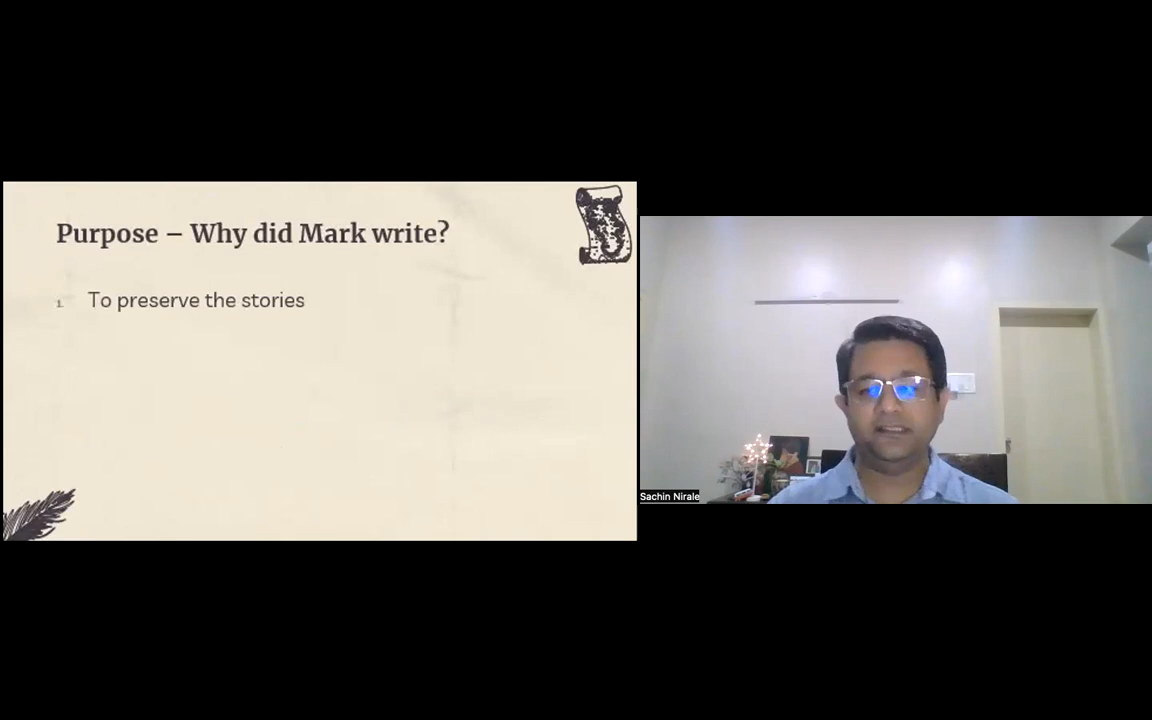 Purpose – Why did Mark write?
1. To preserve the stories
Sachin Nirale